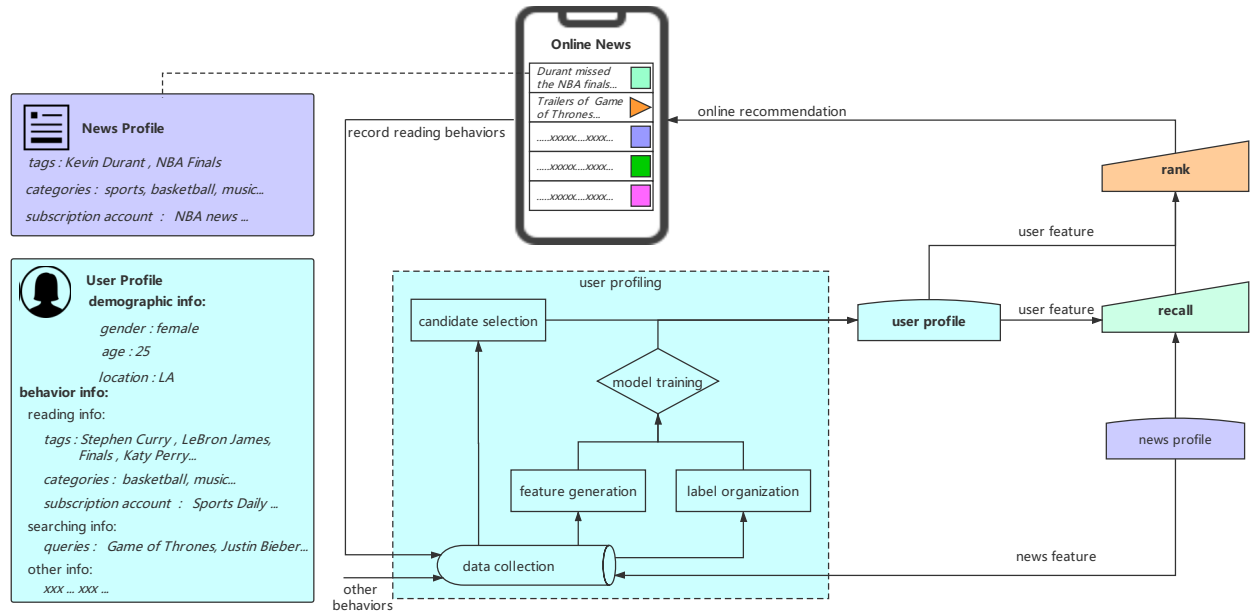 Online News
Durant missed
the NBA finals...
Trailers of Game
of Thrones...
.....xxxxx....xxxx...
.....xxxxx....xxxx...
.....xxxxx....xxxx...
News Profile
tags : Kevin Durant , NBA Finals
categories : sports, basketball, music...
subscription account : NBA news ...
User Profile
demographic info:
gender : female
age : 25
location : LA
behavior info:
reading info:
tags : Stephen Curry , LeBron James,
Finals , Katy Perry...
categories : basketball, music...
subscription account : Sports Daily ...
searching info:
queries : Game of Thrones, Justin Bieber...
other info:
xxx ... xxx ...
record reading behaviors
online recommendation
rank
user feature
user profiling
candidate selection
user profile
user feature
recall
model training
news profile
feature generation
label organization
data collection
news feature
other
behaviors